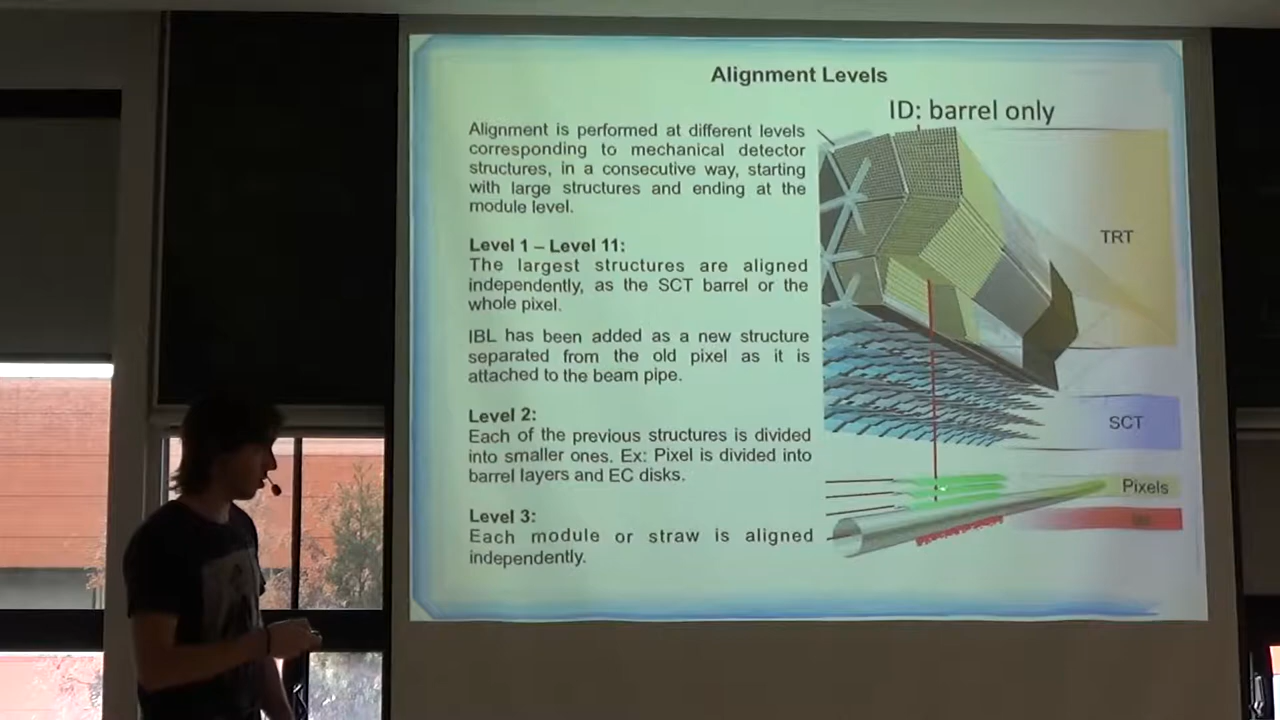 Alignment Levels
ID: barrel only
Alignment is performed at different levels
corresponding to mechanical detector
structures, in a consecutive way, starting
with large structures and ending at the
module level.
Level 1 – Level 11:
The largest structures are aligned
independently, as the SCT barrel or the
whole pixel.
IBL has been added as a new structure
separated from the old pixel as it is
attached to the beam pipe.
Level 2:
Each of the previous structures is divided
into smaller ones. Ex: Pixel is divided into
barrel layers and EC disks.
Level 3:
Each module or straw is aligned
independently.
TRT
SCT
Pixels